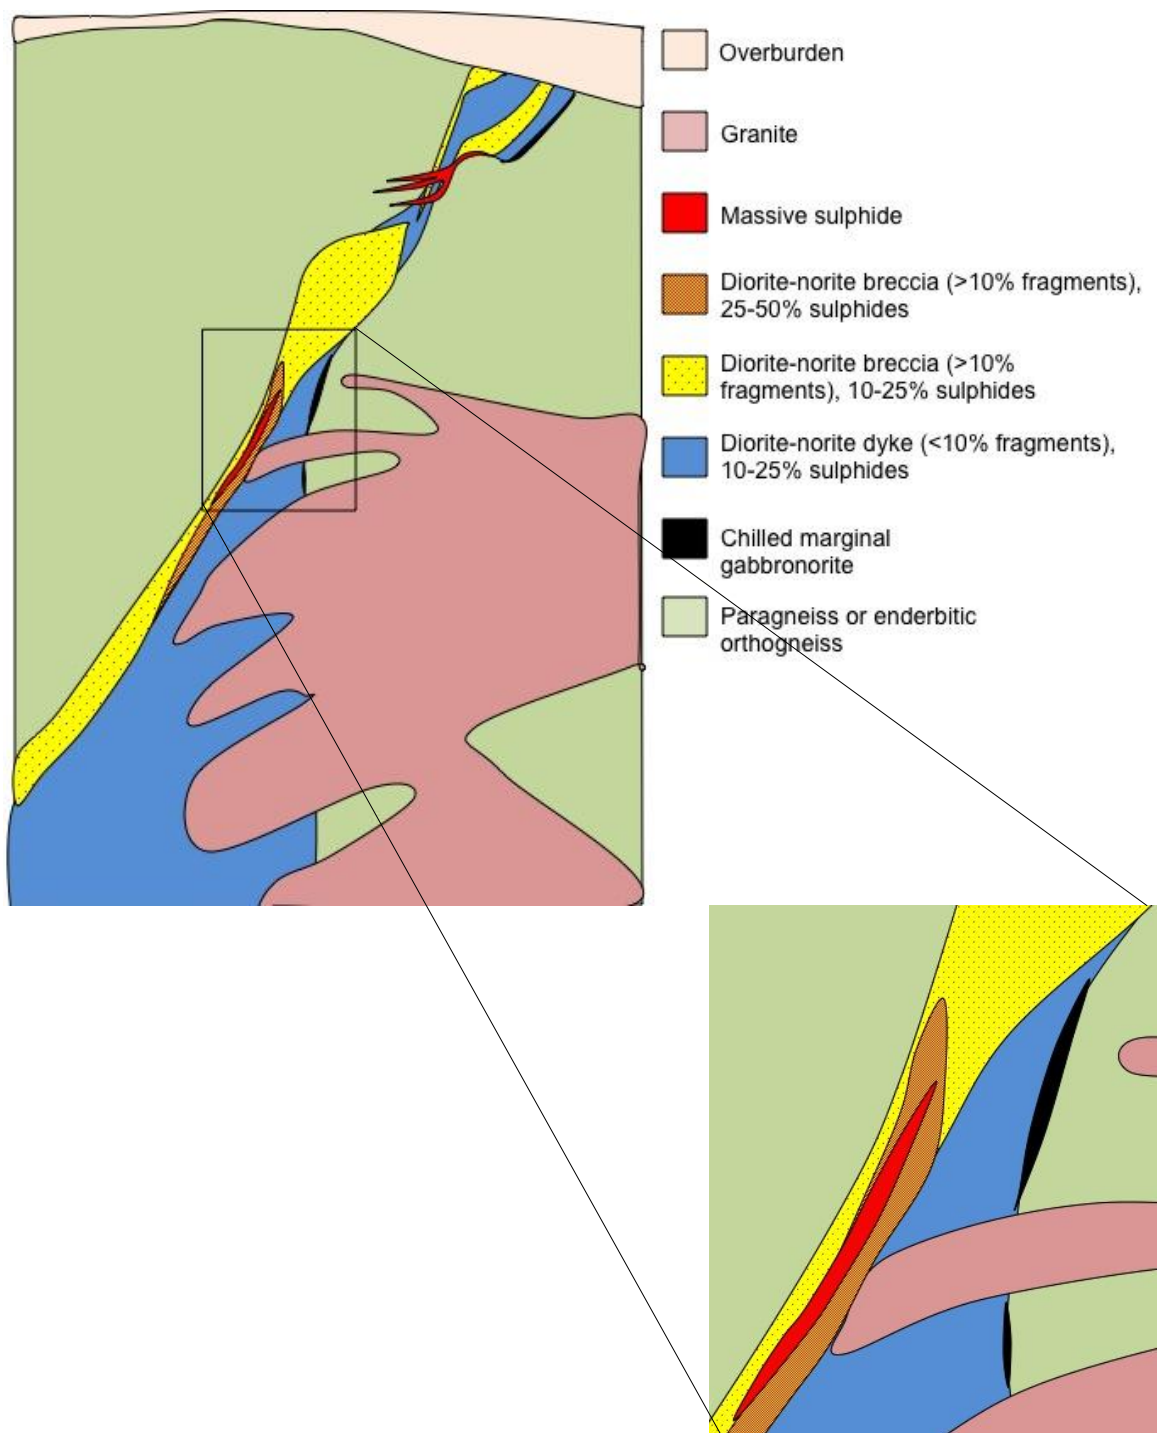 Overburden
Granite
Massive sulphide
Diorite-norite breccia (>10% fragments),
25-50% sulphides
Diorite-norite breccia (>10%
fragments), 10-25% sulphides
Diorite-norite dyke (<10% fragments),
10-25% sulphides
Chilled marginal
gabbronorite
Paragneiss or enderbitic
orthogneiss